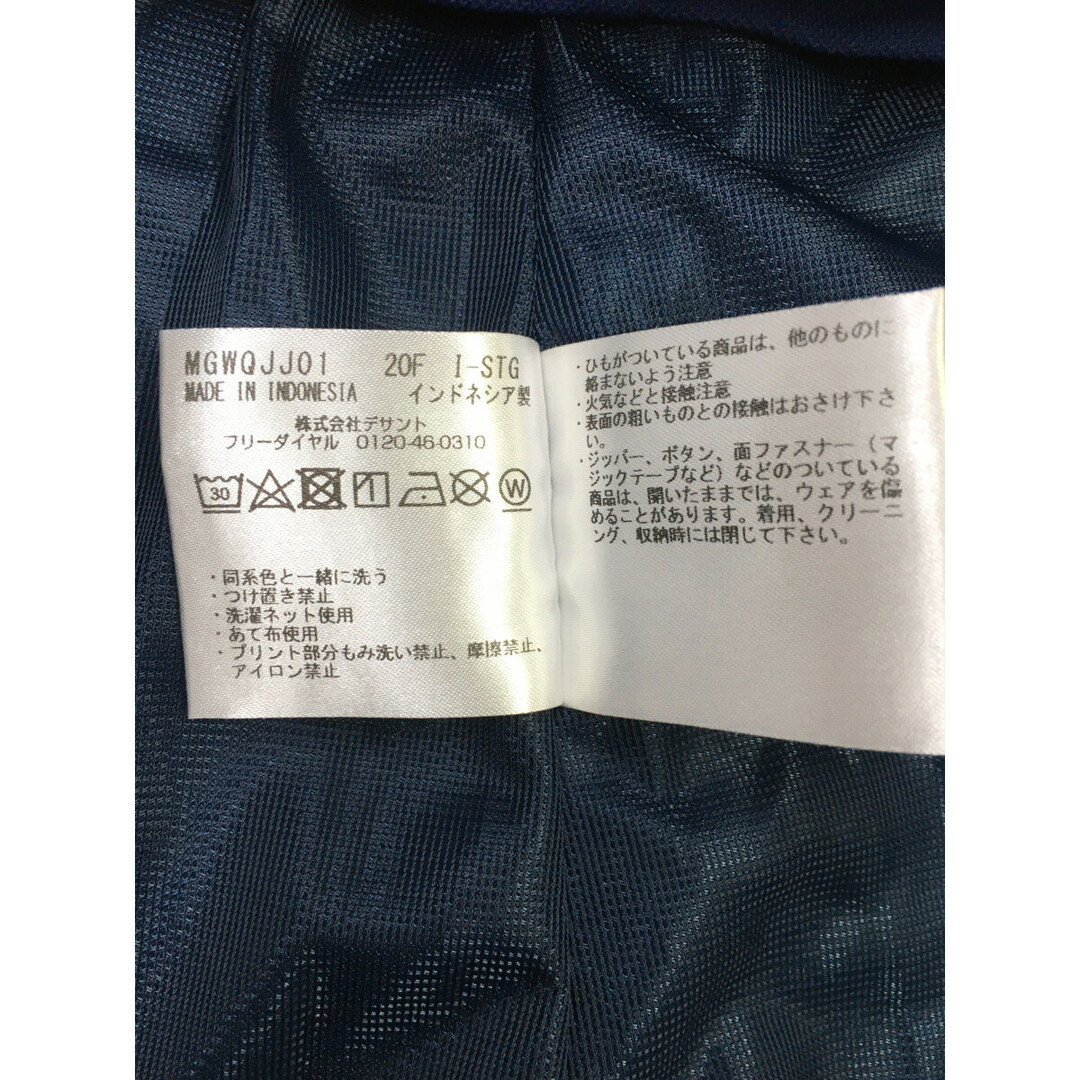 MGWQJJ01 20F I-STG
MADE IN INDONESIA インドネシア製
株式会社デサント
フリーダイヤル 0120-46-0310
30 W
・同系色と一緒に洗う
・つけ置き禁止
・洗濯ネット使用
・あて布使用
・プリント部分もみ洗い禁止、摩擦禁止、
アイロン禁止
・ひもがついている商品は、他のものに
絡まないよう注意
・火気などと接触注意
・表面の粗いものとの接触はおさけ下さ
い。
・ジッパー、ボタン、面ファスナー（マ
ジックテープなど）などのついている
商品は、開いたままでは、ウェアを傷
めることがあります。着用、クリーニ
ング、収納時には閉じて下さい。